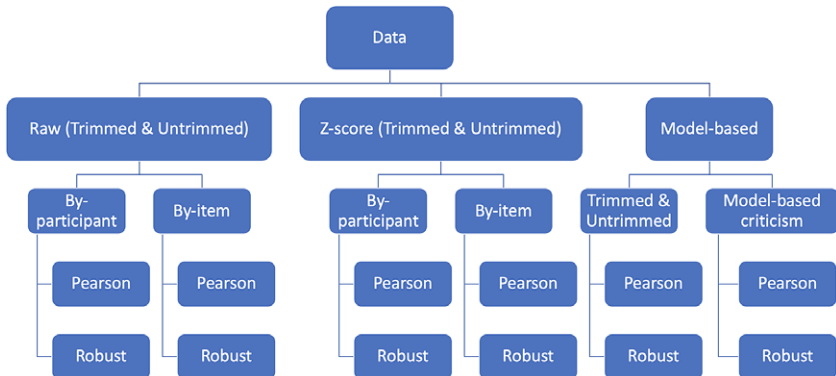 Data
Raw (Trimmed & Untrimmed)
Z-score (Trimmed & Untrimmed)
Model-based
By-
participant
By-item
By-
participant
By-item
Trimmed &
Untrimmed
Model-based
criticism
Pearson
Pearson
Pearson
Pearson
Pearson
Pearson
Robust
Robust
Robust
Robust
Robust
Robust